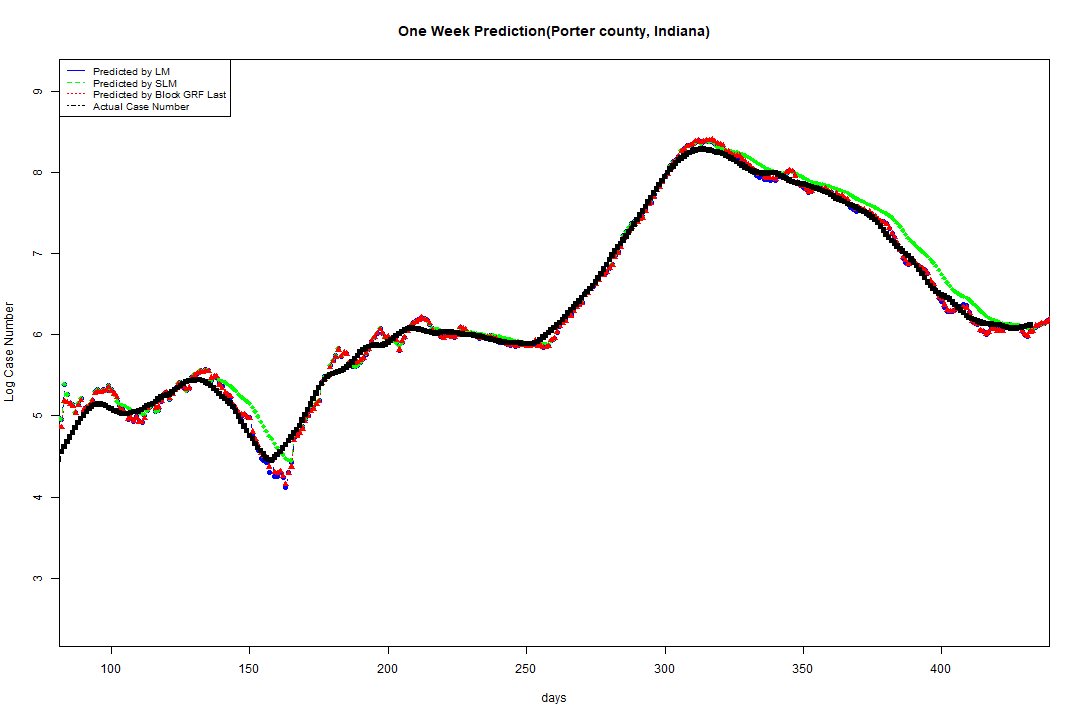 One Week Prediction(Porter county, Indiana)
Predicted by LM
Predicted by SLM
Predicted by Block GRF Last
Actual Case Number
Log Case Number
9
8
7
6
5
4
3
100 150 200 250 300 350 400
days